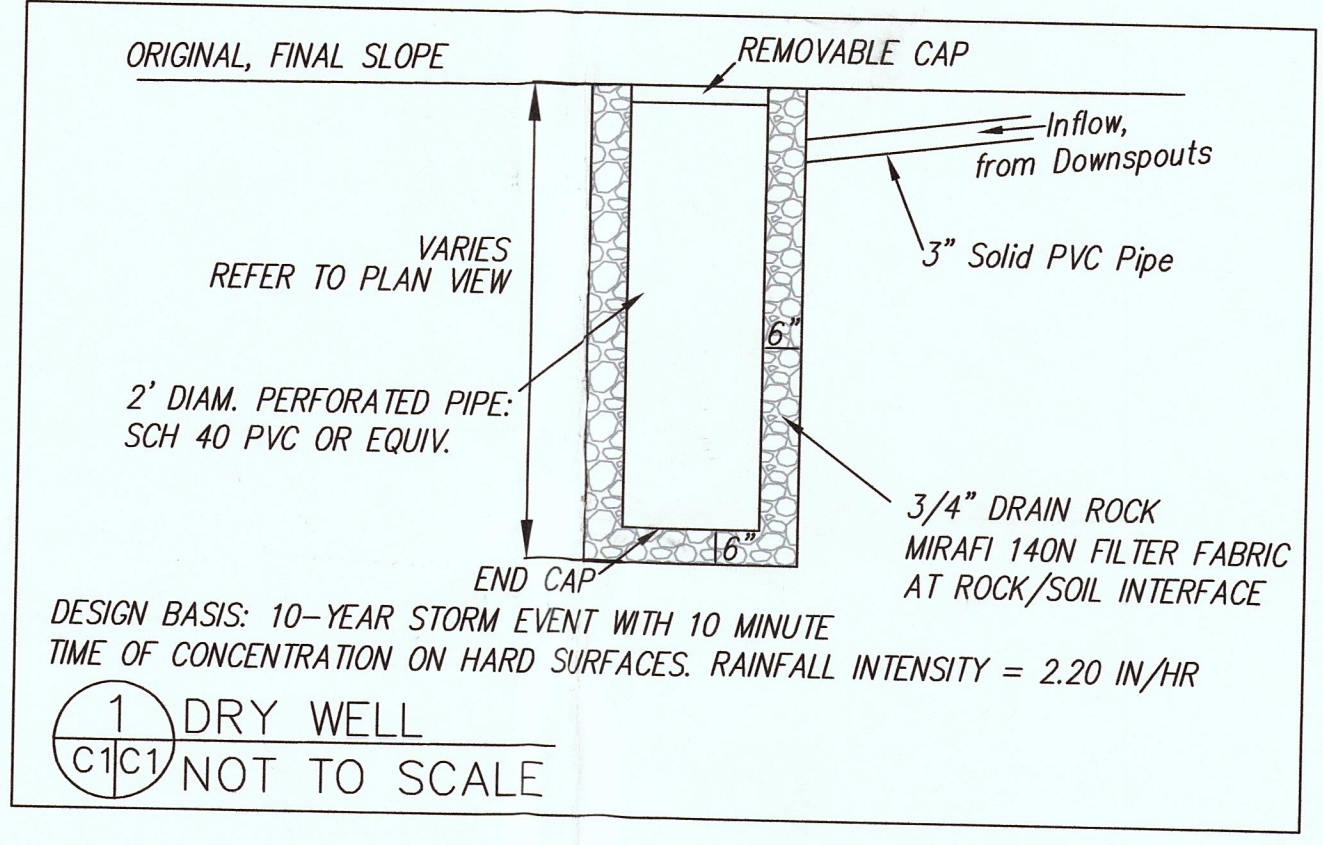 ORIGINAL, FINAL SLOPE
REMOVABLE CAP
Inflow,
from Downspouts
VARIES
REFER TO PLAN VIEW
3" Solid PVC Pipe
6"
2' DIAM. PERFORATED PIPE:
SCH 40 PVC OR EQUIV.
3/4" DRAIN ROCK
MIRAFI 140N FILTER FABRIC
AT ROCK/SOIL INTERFACE
6"
END CAP
DESIGN BASIS: 10-YEAR STORM EVENT WITH 10 MINUTE
TIME OF CONCENTRATION ON HARD SURFACES. RAINFALL INTENSITY = 2.20 IN/HR
1
C1 C1
DRY WELL
NOT TO SCALE